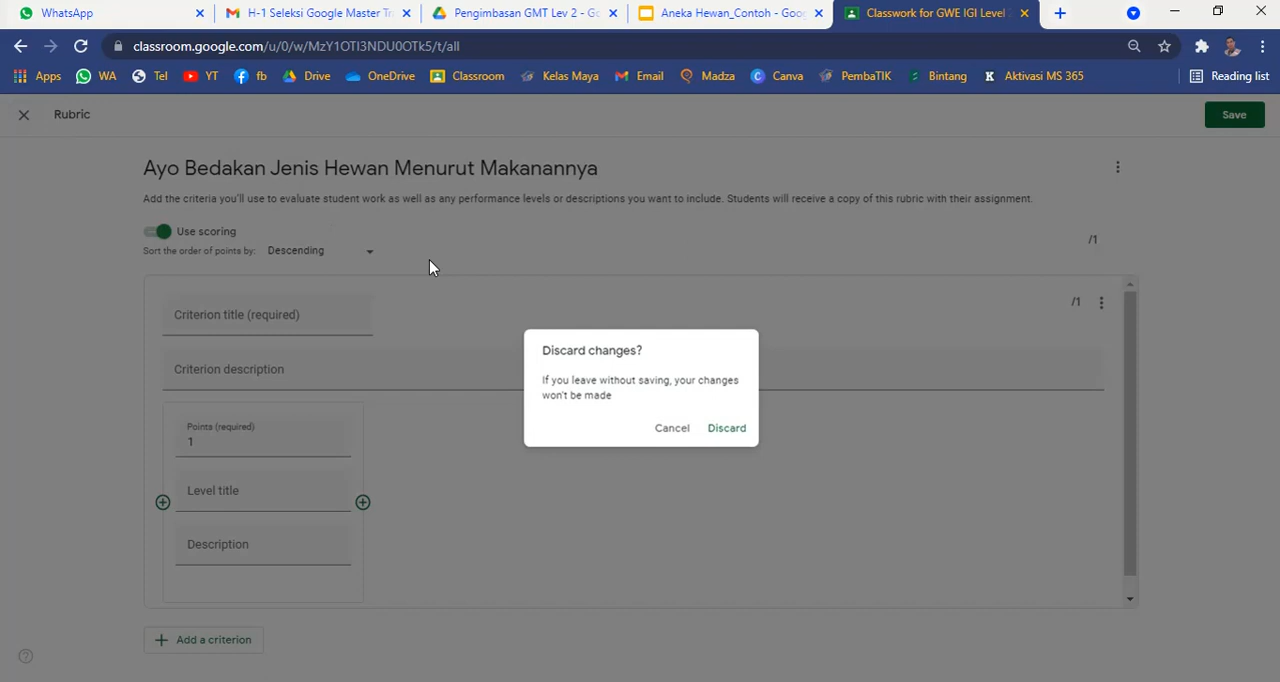 WhatsApp
H-1 Seleksi Google Master Tr
Pengimbasan GMT Lev 2 - Go
Aneka Hewan_Contoh - Goog
Classwork for GWE IGI Level 2
classroom.google.com/u/0/w/MzY1OTI3NDU0OTk5/t/all
Apps
WA
Tel
YT
fb
Drive
OneDrive
Classroom
Kelas Maya
Email
Madza
Canva
PembaTIK
Bintang
Aktivasi MS 365
Reading list
Rubric
Save
Ayo Bedakan Jenis Hewan Menurut Makanannya
Add the criteria you'll use to evaluate student work as well as any performance levels or descriptions you want to include. Students will receive a copy of this rubric with their assignment.
Use scoring
/1
Sort the order of points by:
Descending
Criterion title (required)
/1
Criterion description
Discard changes?
If you leave without saving, your changes
won't be made
Cancel
Discard
Points (required)
1
Level title
Description
+ Add a criterion